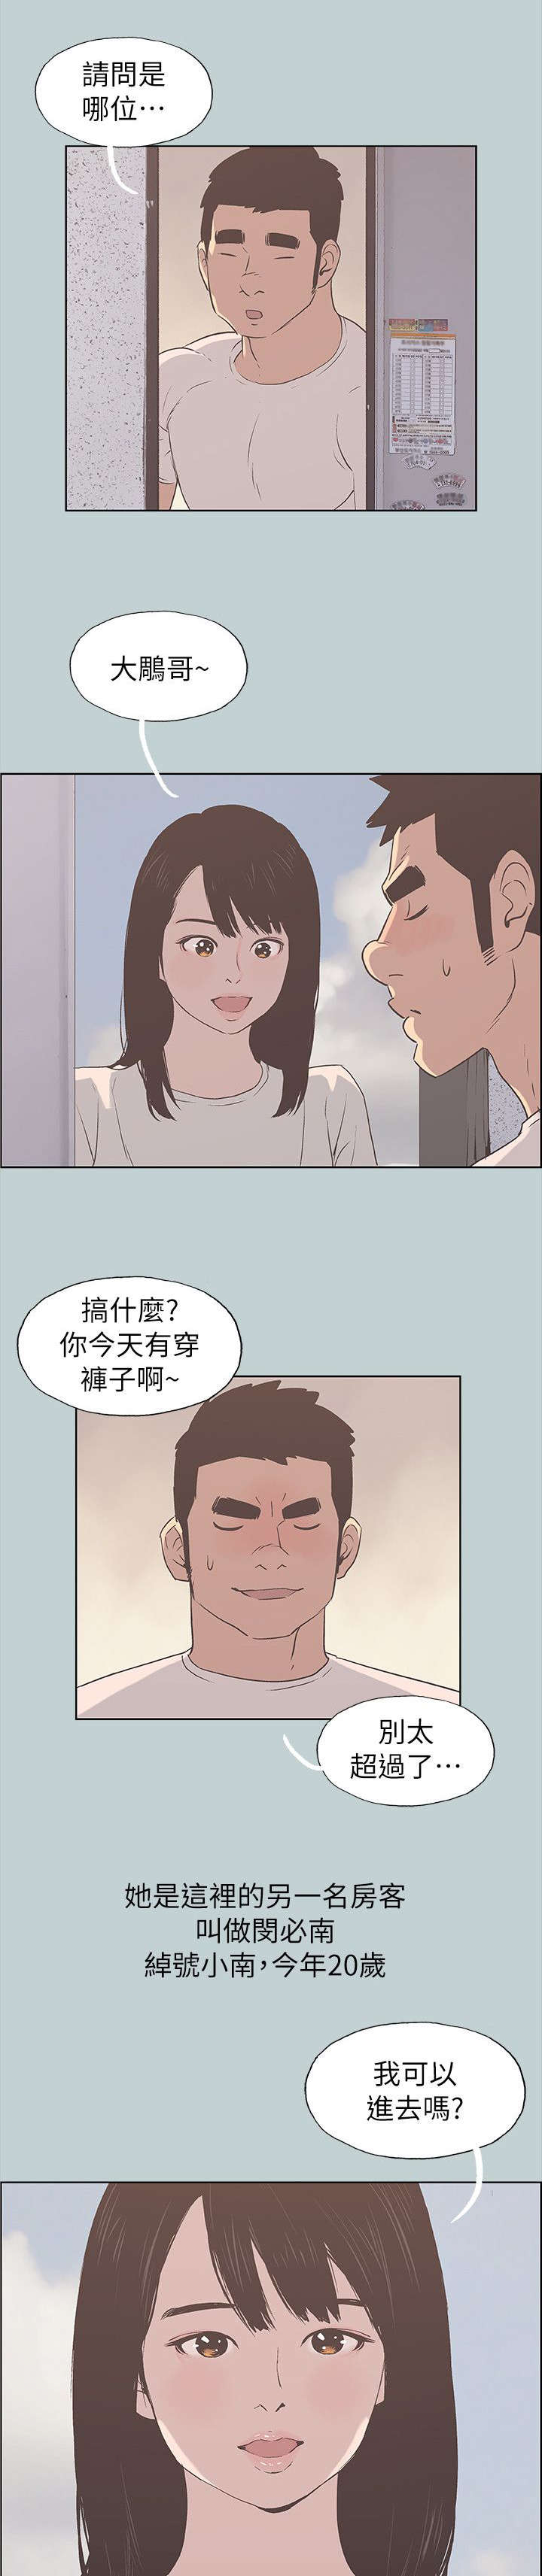 請問是
哪位⋯
大鵰哥~
搞什麼?
你今天有穿
褲子啊~
別太
超過了⋯
她是這裡的另一名房客
叫做閔必南
綽號小南,今年20歲
我可以
進去嗎?